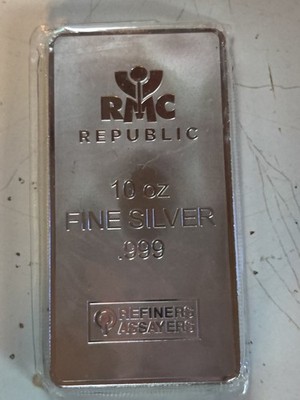 RMC
REPUBLIC
10 oz
FINE SILVER
.999
REFINERS
ASSAYERS